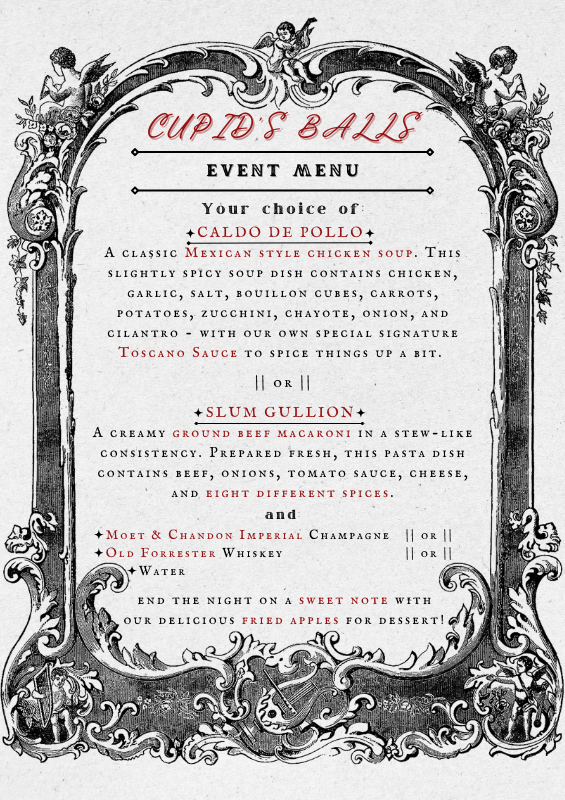 CUPID'S BALLS
EVENT MENU
Your choice of
CALDO DE POLLO
A classic Mexican style chicken soup. This
slightly spicy soup dish contains chicken,
garlic, salt, bouillon cubes, carrots,
potatoes, zucchini, chayote, onion, and
cilantro - with our own special signature
Toscano Sauce to spice things up a bit.
|| or ||
SLUM GULLION
A creamy ground beef macaroni in a stew-like
consistency. Prepared fresh, this pasta dish
contains beef, onions, tomato sauce, cheese,
and eight different spices.
and
Moet & Chandon Imperial Champagne || or ||
Old Forrester Whiskey || or ||
Water
end the night on a sweet note with
our delicious fried apples for dessert!